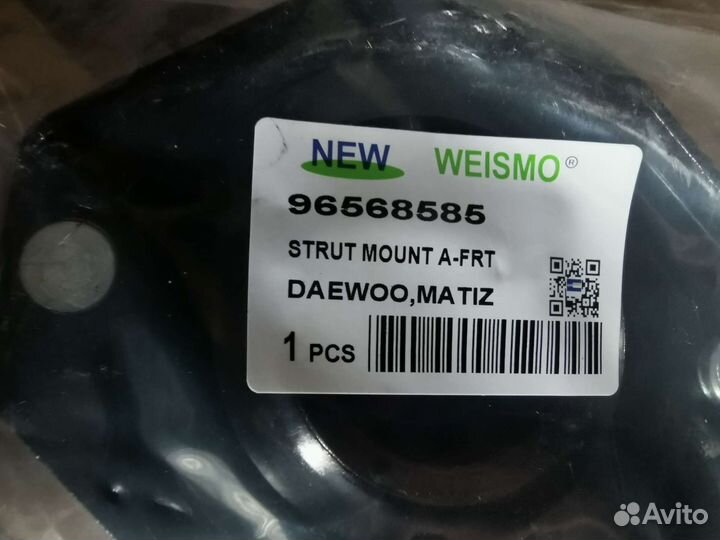 NEW WEISMO®
96568585
STRUT MOUNT A-FRT
DAEWOO,MATIZ
1 PCS
Avito